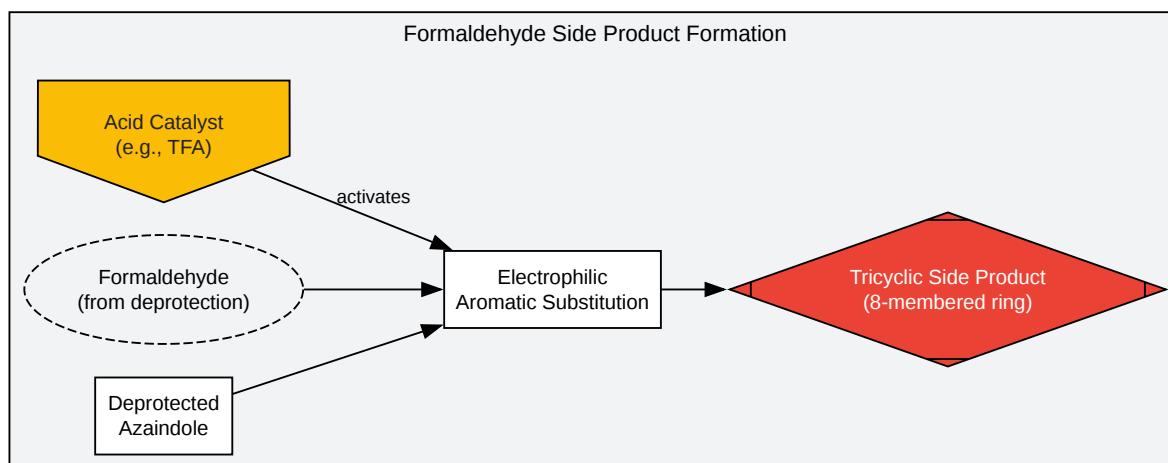 Formaldehyde Side Product Formation
Acid Catalyst
(e.g., TFA)
activates
Formaldehyde
(from deprotection)
Electrophilic
Aromatic Substitution
Tricyclic Side Product
(8-membered ring)
Deprotected
Azaindole